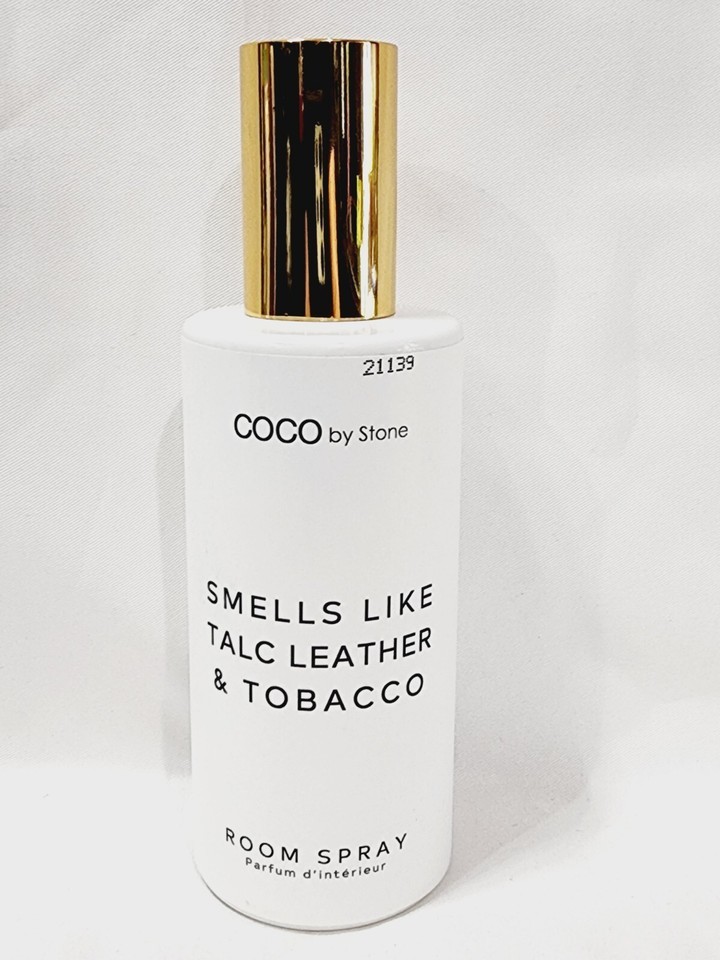 21139
COCO by Stone
SMELLS LIKE
TALC LEATHER
& TOBACCO
ROOM SPRAY
Parfum d'intérieur